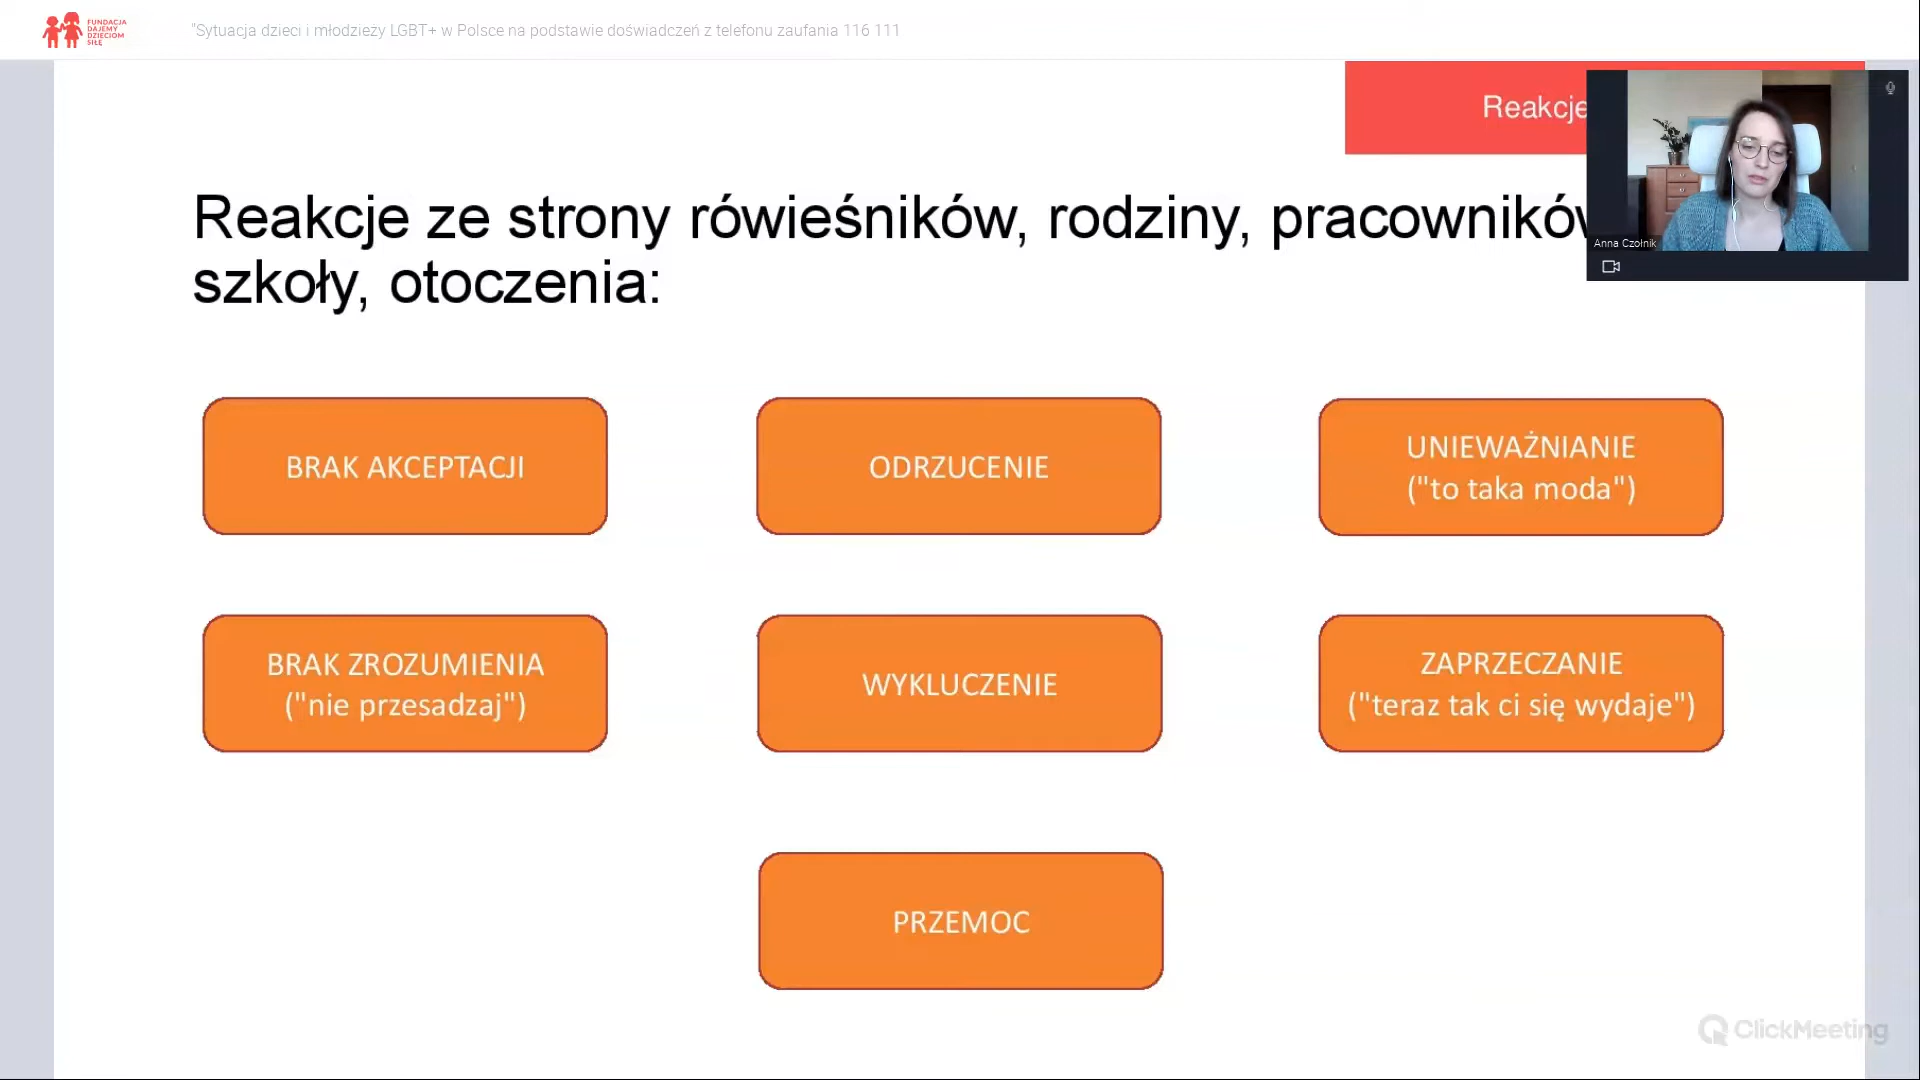 FUNDACJA
DAJEMY
DZIECIOM
SIŁĘ
"Sytuacja dzieci i młodzieży LGBT+ w Polsce na podstawie doświadczeń z telefonu zaufania 116 111
Reakcje
Anna Czolnik
Reakcje ze strony rówieśników, rodziny, pracowników
szkoły, otoczenia:
BRAK AKCEPTACJI
ODRZUCENIE
UNIEWAŻNIANIE
("to taka moda")
BRAK ZROZUMIENIA
("nie przesadzaj")
WYKLUCZENIE
ZAPRZECZANIE
("teraz tak ci się wydaje")
PRZEMOC
ClickMeeting